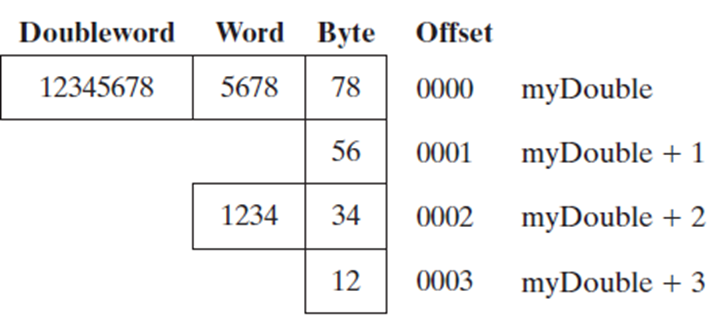 Doubleword Word Byte Offset
12345678 5678 78 0000 myDouble
56 0001 myDouble + 1
1234 34 0002 myDouble + 2
12 0003 myDouble + 3